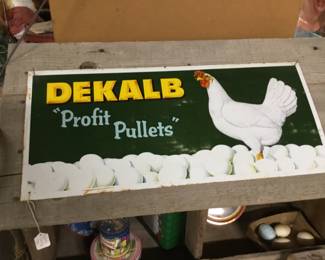 DEKALB
"Profit
Pullets"